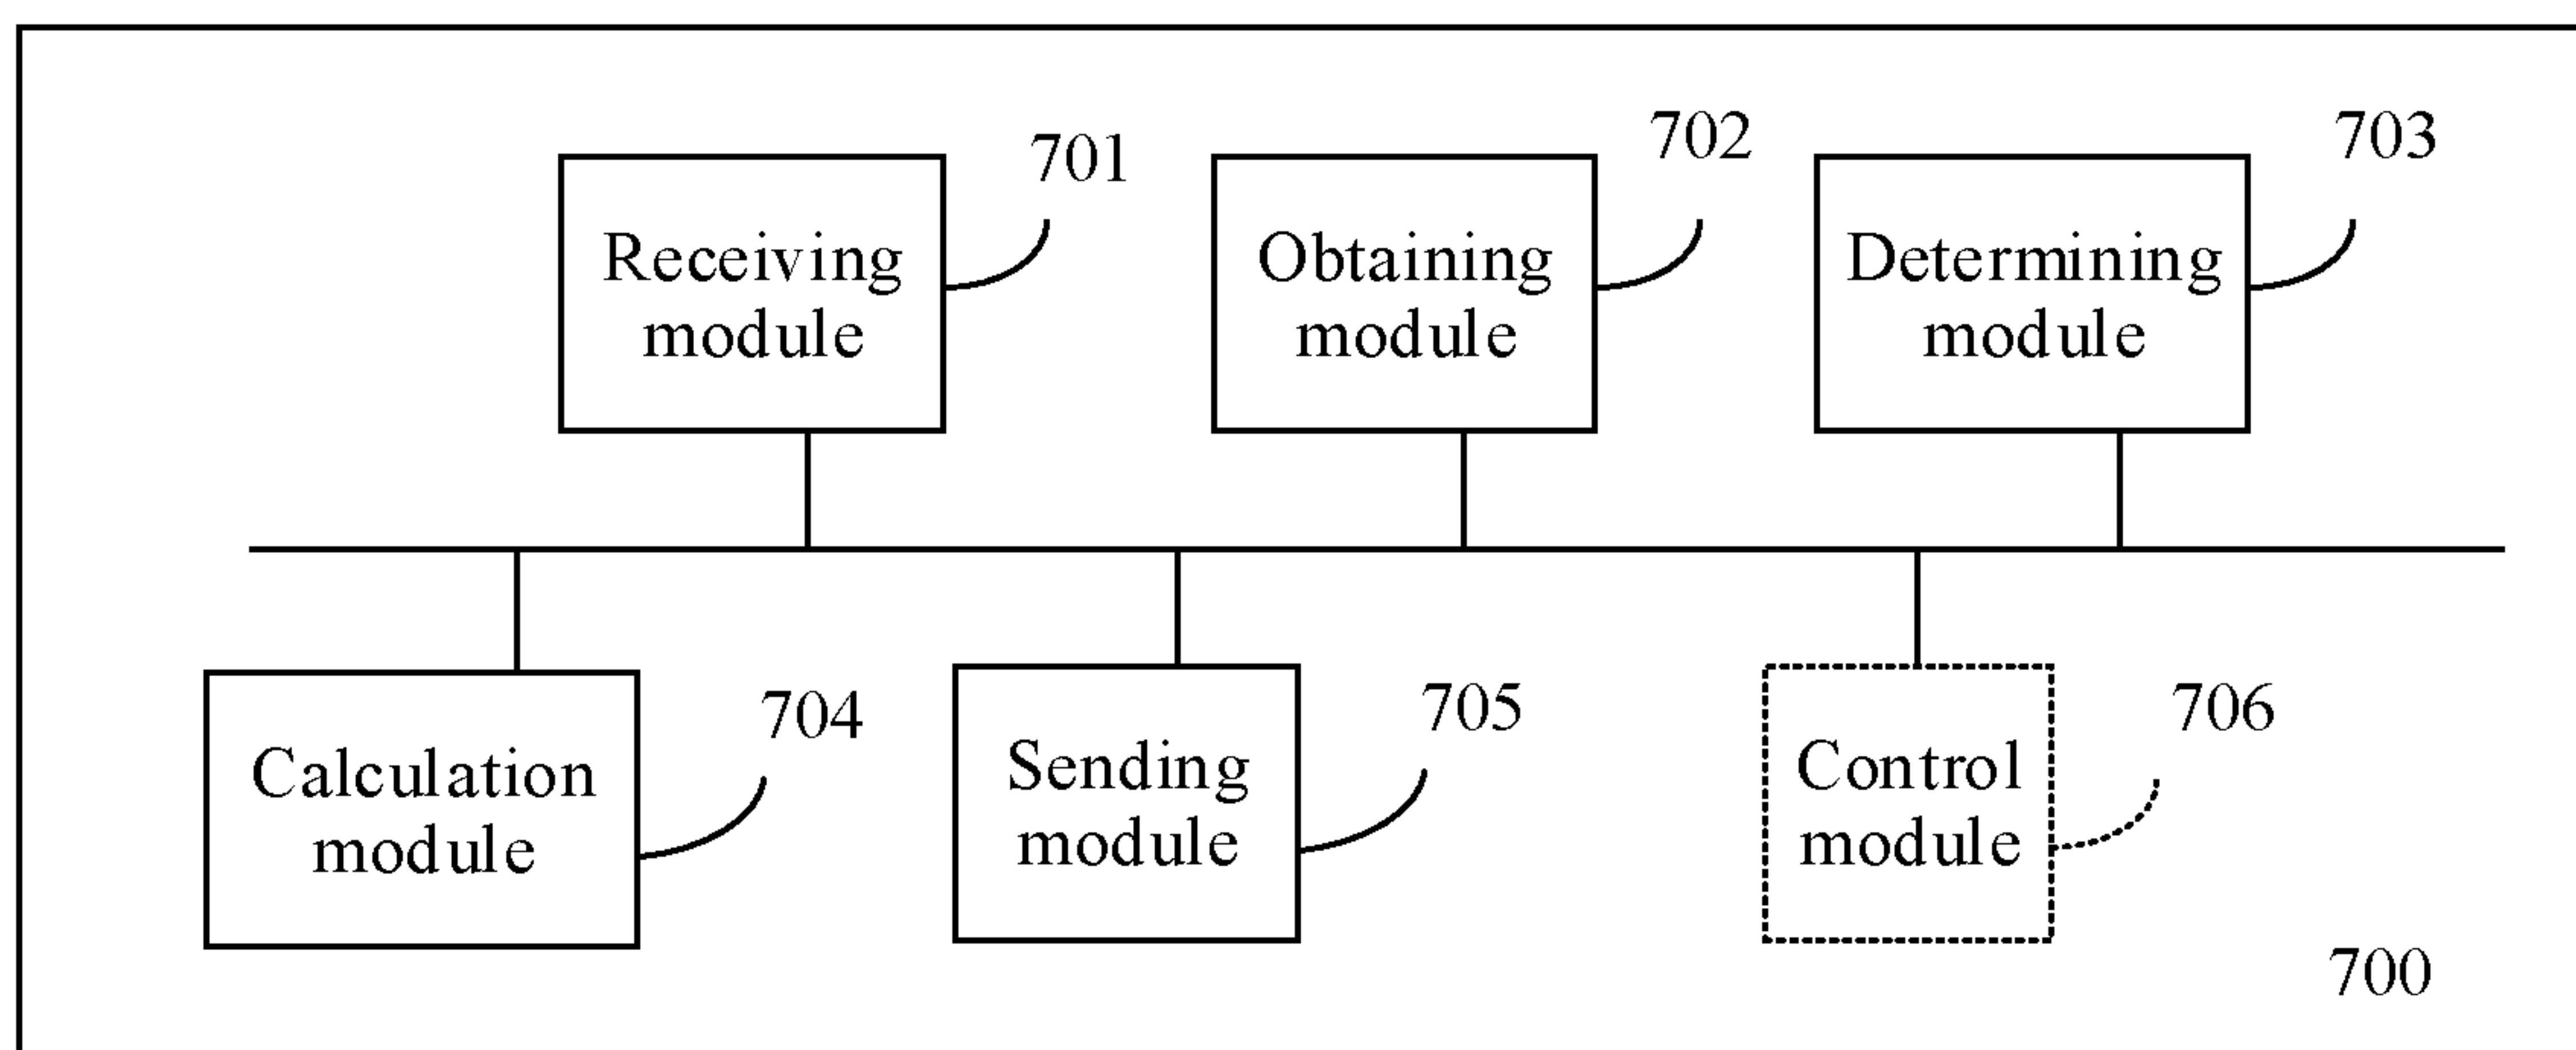 701
Receiving
module
702
Obtaining
module
703
Determining
module
704
Calculation
module
705
Sending
module
706
Control
module
700